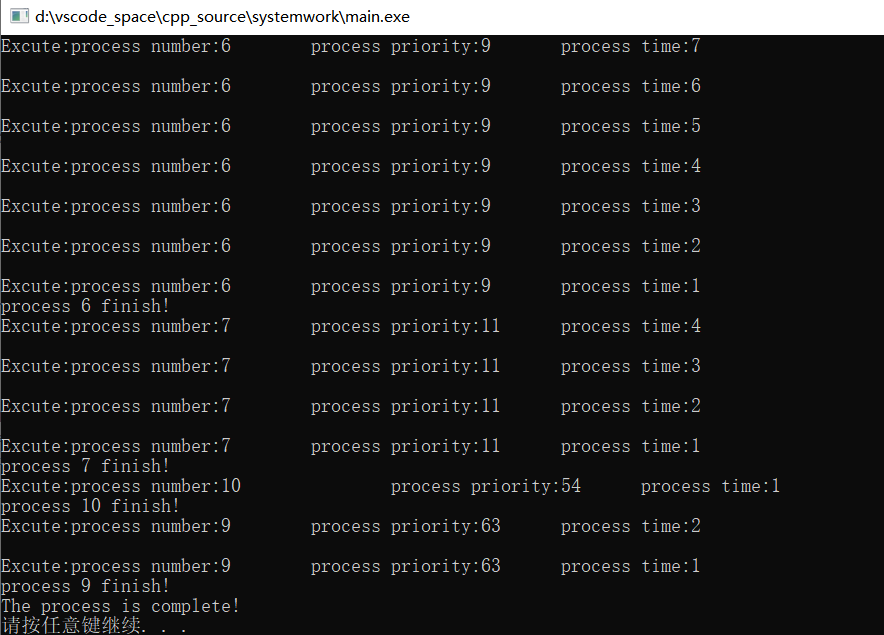 d:\vscode_space\cpp_source\systemwork\main.exe
Excute:process number:6 process priority:9 process time:7
Excute:process number:6 process priority:9 process time:6
Excute:process number:6 process priority:9 process time:5
Excute:process number:6 process priority:9 process time:4
Excute:process number:6 process priority:9 process time:3
Excute:process number:6 process priority:9 process time:2
Excute:process number:6 process priority:9 process time:1
process 6 finish!
Excute:process number:7 process priority:11 process time:4
Excute:process number:7 process priority:11 process time:3
Excute:process number:7 process priority:11 process time:2
Excute:process number:7 process priority:11 process time:1
process 7 finish!
Excute:process number:10 process priority:54 process time:1
process 10 finish!
Excute:process number:9 process priority:63 process time:2
Excute:process number:9 process priority:63 process time:1
process 9 finish!
The process is complete!
请按任意键继续. . .